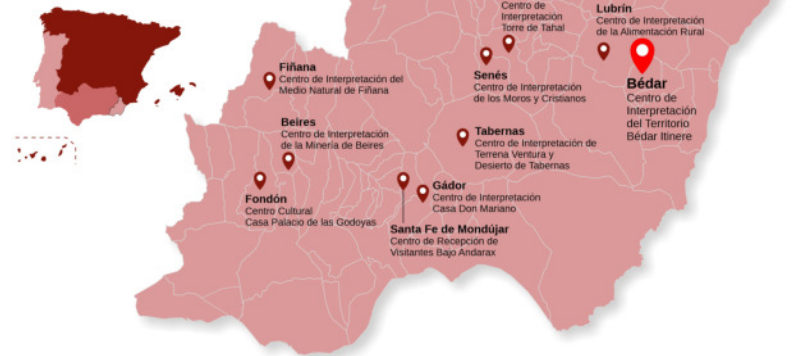 Centro de
Interpretación
Torre de Tahal
Lubrín
Centro de Interpretación
de la Alimentación Rural
Fiñana
Centro de Interpretación del
Medio Natural de Fiñana
Senés
Centro de Interpretación
de los Moros y Cristianos
Bédar
Centro de
Interpretación
del Territorio
Bédar Itinere
Beires
Centro de Interpretación
de la Minería de Beires
Tabernas
Centro de Interpretación de
Terrena Ventura y
Desierto de Tabernas
Fondón
Centro Cultural
Casa Palacio de las Godoyas
Gádor
Centro de Interpretación
Casa Don Mariano
Santa Fe de Mondújar
Centro de Recepción de
Visitantes Bajo Andarax